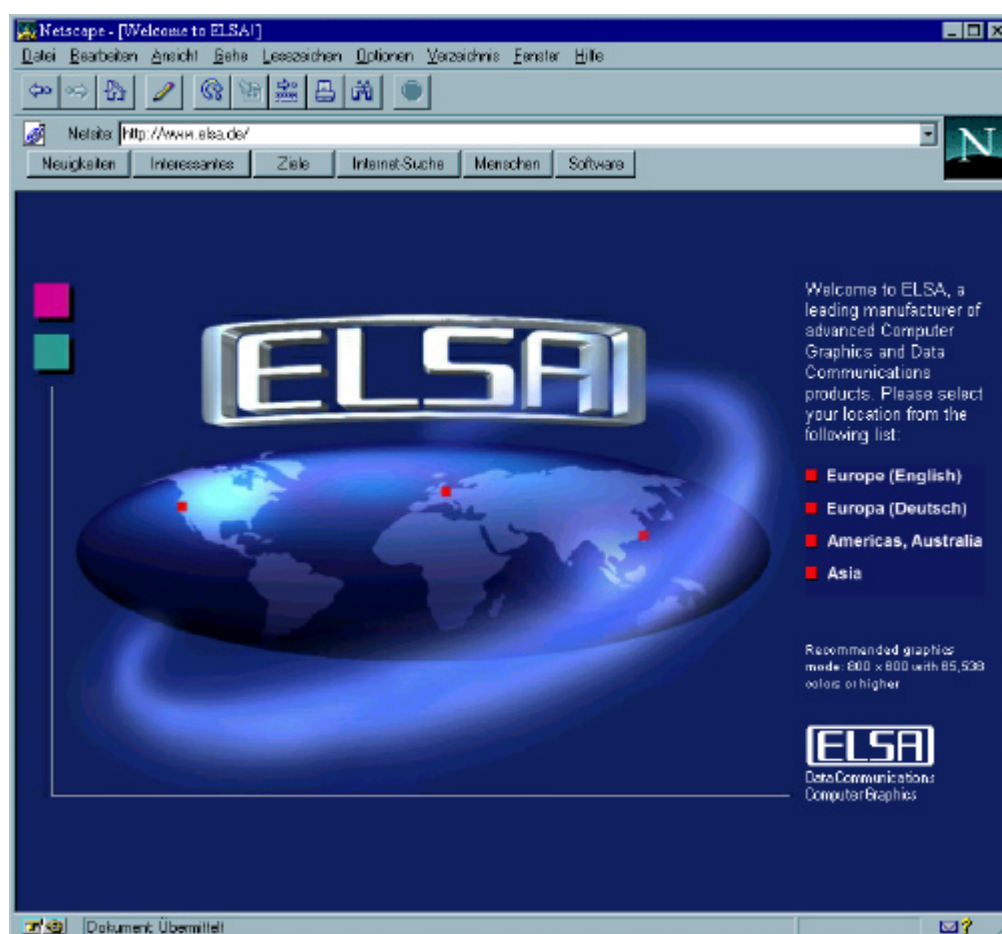 Netscape - [Welcome to ELSA!]
Datei Bearbeiten Ansicht Gehe Lesezeichen Optionen Verzeichnis Fenster Hilfe
Netsite: http://www.elsa.de/
N
Neuigkeiten Interessantes Ziele Internet-Suche Menschen Software
ELSA
Welcome to ELSA, a
leading manufacturer of
advanced Computer
Graphics and Data
Communications
products. Please select
your location from the
following list:
Europe (English)
Europa (Deutsch)
Americas, Australia
Asia
Recommended graphics
mode: 800 x 600 with 65,536
colors or higher
ELSA
Data Communications
Computer Graphics
Dokument: Übermittelt